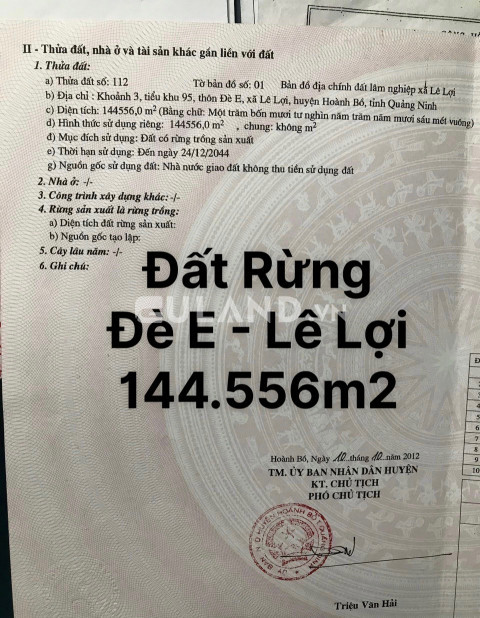 II - Thửa đất, nhà ở và tài sản khác gắn liền với đất
1. Thửa đất:
a) Thửa đất số: 112 Tờ bản đồ số: 01 Bản đồ địa chính đất lâm nghiệp xã Lê Lợi
b) Địa chỉ : Khoảnh 3, tiểu khu 95, thôn Đè E, xã Lê Lợi, huyện Hoành Bồ, tỉnh Quảng Ninh
c) Diện tích: 144556,0 m² (Bằng chữ: Một trăm bốn mươi tư nghìn năm trăm năm mươi sáu mét vuông)
d) Hình thức sử dụng riêng: 144556,0 m² , chung: không m²
đ) Mục đích sử dụng: Đất có rừng trồng sản xuất
e) Thời hạn sử dụng: Đến ngày 24/12/2044
g) Nguồn gốc sử dụng đất: Nhà nước giao đất không thu tiền sử dụng đất
2. Nhà ở: -/-
3. Công trình xây dựng khác: -/-
4. Rừng sản xuất là rừng trồng:
a) Diện tích đất rừng sản xuất:
b) Nguồn gốc tạo lập:
5. Cây lâu năm: -/-
6. Ghi chú:
Đất Rừng
GULAND.VN
Đè E - Lê Lợi
144.556m2
Hoành Bồ, Ngày 10 tháng 10 năm 2012
TM. ỦY BAN NHÂN DÂN HUYỆN
KT. CHỦ TỊCH
PHÓ CHỦ TỊCH
Triệu Văn Hải
5
6
7
8
9
10